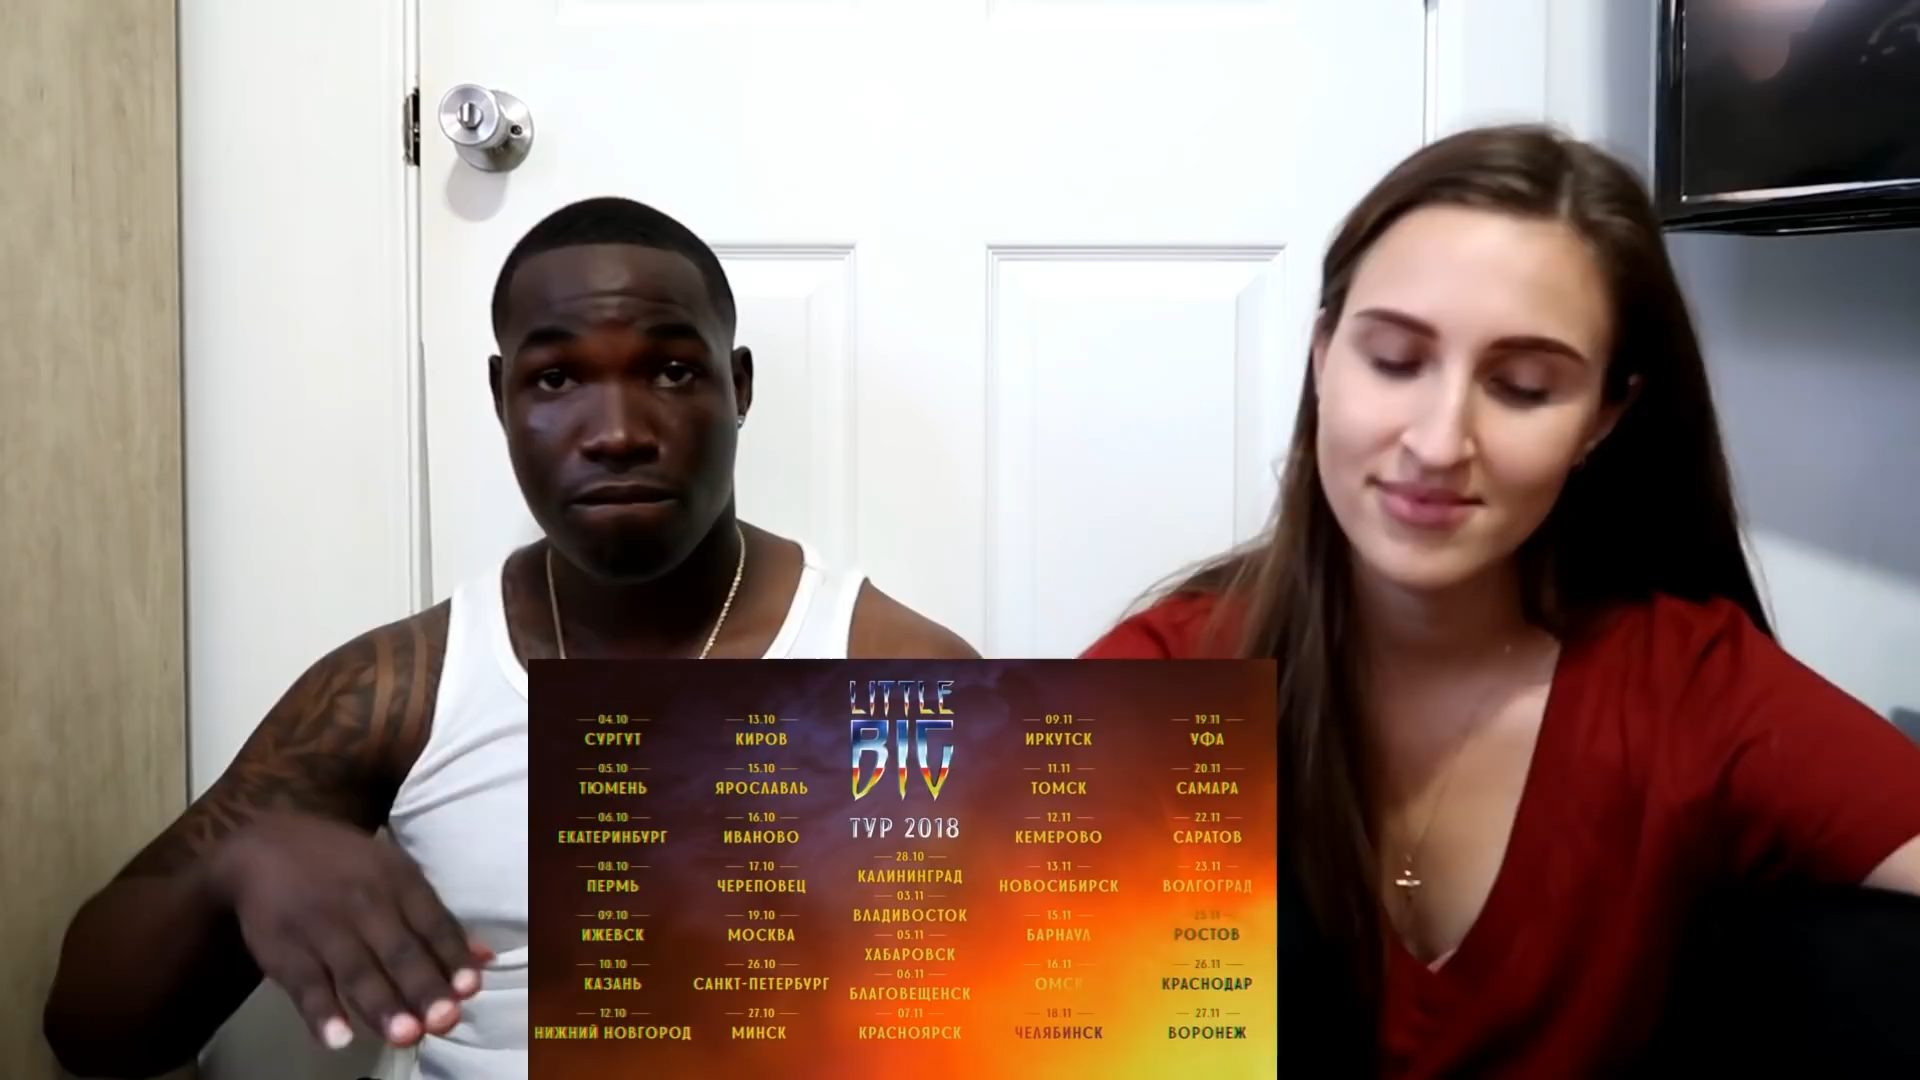 04.10
СУРГУТ
05.10
ТЮМЕНЬ
06.10
ЕКАТЕРИНБУРГ
08.10
ПЕРМЬ
09.10
ИЖЕВСК
10.10
КАЗАНЬ
12.10
НИЖНИЙ НОВГОРОД
13.10
КИРОВ
15.10
ЯРОСЛАВЛЬ
16.10
ИВАНОВО
17.10
ЧЕРЕПОВЕЦ
19.10
МОСКВА
26.10
САНКТ-ПЕТЕРБУРГ
27.10
МИНСК
LITTLE
BIG
ТУР 2018
28.10
КАЛИНИНГРАД
03.11
ВЛАДИВОСТОК
05.11
ХАБАРОВСК
06.11
БЛАГОВЕЩЕНСК
07.11
КРАСНОЯРСК
09.11
ИРКУТСК
11.11
ТОМСК
12.11
КЕМЕРОВО
13.11
НОВОСИБИРСК
15.11
БАРНАУЛ
16.11
ОМСК
18.11
ЧЕЛЯБИНСК
19.11
УФА
20.11
САМАРА
22.11
САРАТОВ
23.11
ВОЛГОГРАД
25.11
РОСТОВ
26.11
КРАСНОДАР
27.11
ВОРОНЕЖ